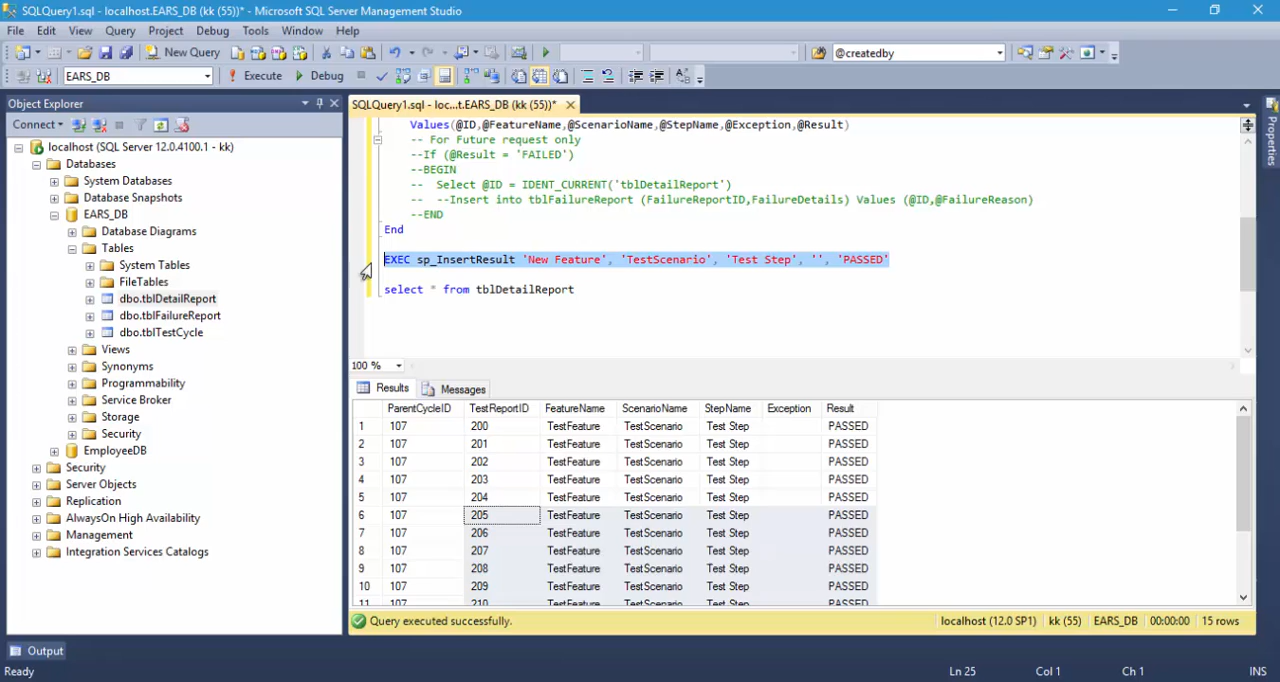 SQLQuery1.sql - localhost.EARS_DB (kk (55))* - Microsoft SQL Server Management Studio
File Edit View Query Project Debug Tools Window Help
New Query @createdby
EARS_DB Execute Debug
Object Explorer
Connect
localhost (SQL Server 12.0.4100.1 - kk)
Databases
System Databases
Database Snapshots
EARS_DB
Database Diagrams
Tables
System Tables
FileTables
dbo.tblDetailReport
dbo.tblFailureReport
dbo.tblTestCycle
Views
Synonyms
Programmability
Service Broker
Storage
Security
EmployeeDB
Security
Server Objects
Replication
AlwaysOn High Availability
Management
Integration Services Catalogs
SQLQuery1.sql - loc...t.EARS_DB (kk (55))*
Values(@ID,@FeatureName,@ScenarioName,@StepName,@Exception,@Result)
-- For Future request only
--If (@Result = 'FAILED')
--BEGIN
-- Select @ID = IDENT_CURRENT('tblDetailReport')
-- --Insert into tblFailureReport (FailureReportID,FailureDetails) Values (@ID,@FailureReason)
--END
End
EXEC sp_InsertResult 'New Feature', 'TestScenario', 'Test Step', '', 'PASSED'
select * from tblDetailReport
100 %
Results Messages
ParentCycleID TestReportID FeatureName ScenarioName StepName Exception Result
1 107 200 TestFeature TestScenario Test Step PASSED
2 107 201 TestFeature TestScenario Test Step PASSED
3 107 202 TestFeature TestScenario Test Step PASSED
4 107 203 TestFeature TestScenario Test Step PASSED
5 107 204 TestFeature TestScenario Test Step PASSED
6 107 205 TestFeature TestScenario Test Step PASSED
7 107 206 TestFeature TestScenario Test Step PASSED
8 107 207 TestFeature TestScenario Test Step PASSED
9 107 208 TestFeature TestScenario Test Step PASSED
10 107 209 TestFeature TestScenario Test Step PASSED
11 107 210 TestFeature TestScenario Test Step PASSED
Query executed successfully. localhost (12.0 SP1) kk (55) EARS_DB 00:00:00 15 rows
Output
Ready Ln 25 Col 1 Ch 1 INS
Properties